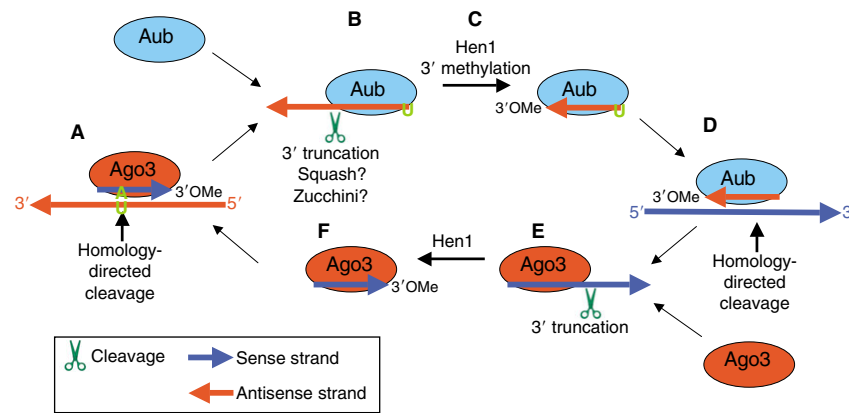 B
C
Aub
Hen1
3′ methylation
Aub
U
Aub
3′OMe
U
A
D
3′ truncation
Squash?
Zucchini?
Ago3
A
3′OMe
U
3′
5′
Aub
3′OMe
5′
3′
Homology-
directed
cleavage
F
Hen1
E
Ago3
3′OMe
Ago3
3′ truncation
Homology-
directed
cleavage
Ago3
Cleavage
Sense strand
Antisense strand